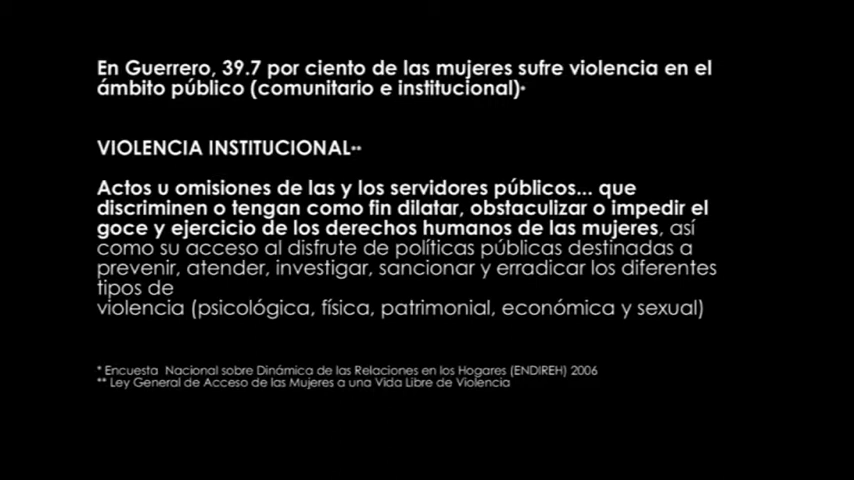 En Guerrero, 39.7 por ciento de las mujeres sufre violencia en el
ámbito público (comunitario e institucional)*
VIOLENCIA INSTITUCIONAL**
Actos u omisiones de las y los servidores públicos... que
discriminen o tengan como fin dilatar, obstaculizar o impedir el
goce y ejercicio de los derechos humanos de las mujeres, así
como su acceso al disfrute de políticas públicas destinadas a
prevenir, atender, investigar, sancionar y erradicar los diferentes
tipos de
violencia (psicológica, física, patrimonial, económica y sexual)
* Encuesta Nacional sobre Dinámica de las Relaciones en los Hogares (ENDIREH) 2006
** Ley General de Acceso de las Mujeres a una Vida Libre de Violencia